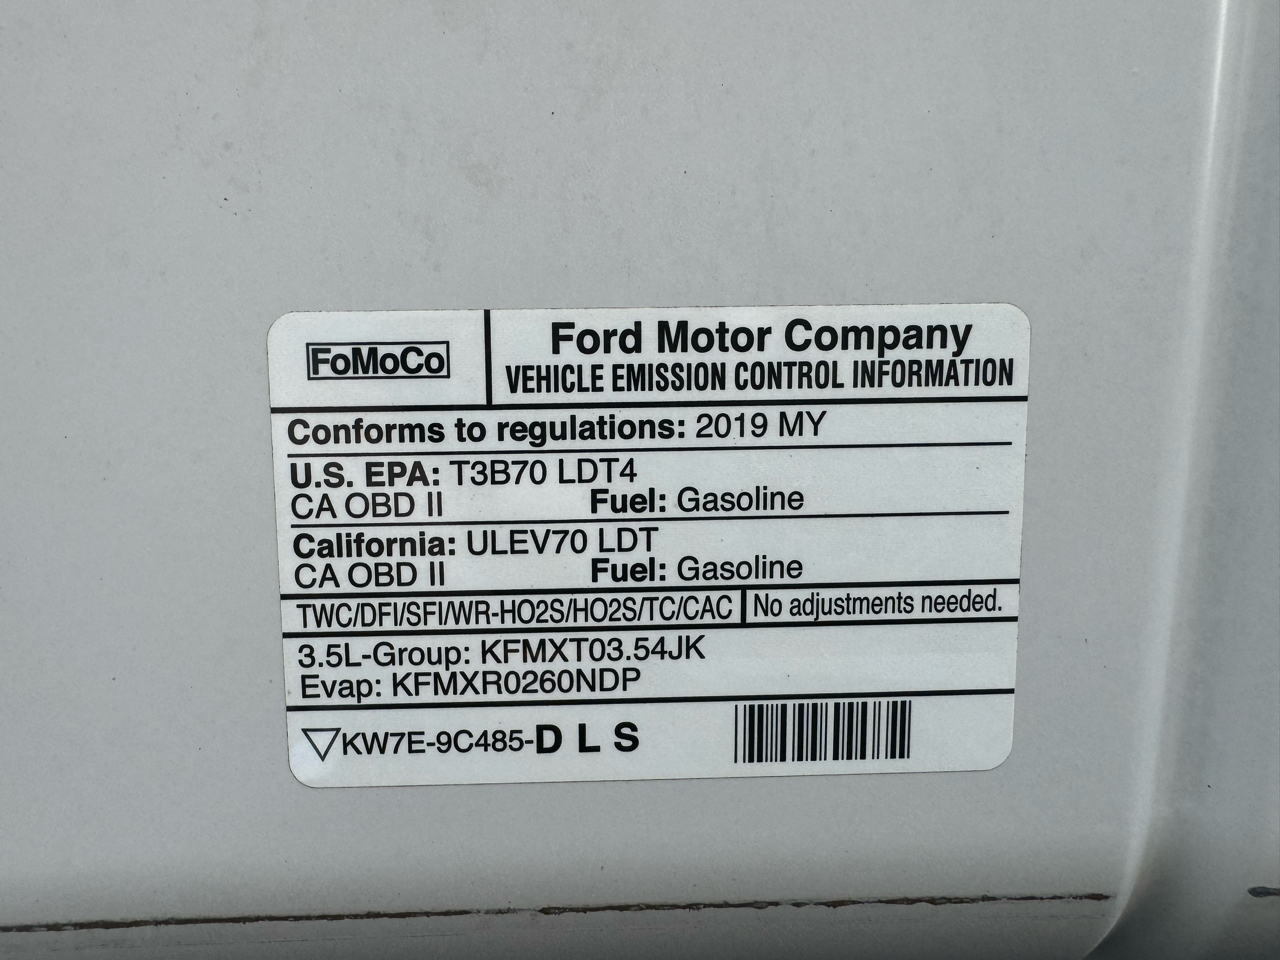 FoMoCo
Ford Motor Company
VEHICLE EMISSION CONTROL INFORMATION
Conforms to regulations: 2019 MY
U.S. EPA: T3B70 LDT4
CA OBD II Fuel: Gasoline
California: ULEV70 LDT
CA OBD II Fuel: Gasoline
TWC/DFI/SFI/WR-HO2S/HO2S/TC/CAC No adjustments needed.
3.5L-Group: KFMXT03.54JK
Evap: KFMXR0260NDP
KW7E-9C485-D L S